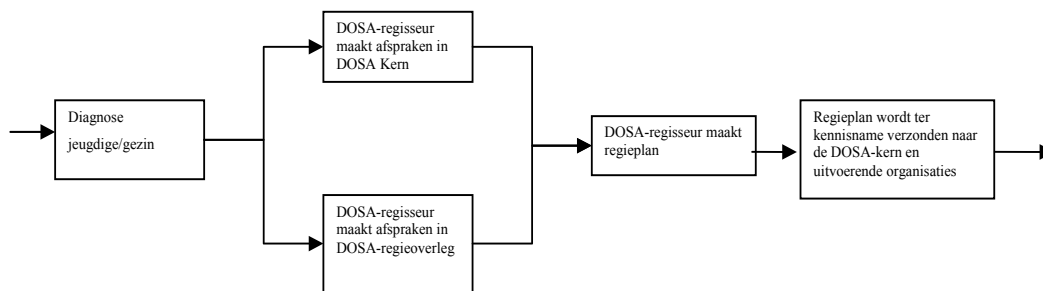 DOSA-regisseur
maakt afspraken in
DOSA Kern
Diagnose
jeugdige/gezin
DOSA-regisseur
maakt afspraken in
DOSA-regieoverleg
DOSA-regisseur maakt
regieplan
Regieplan wordt ter
kennisname verzonden naar
de DOSA-kern en
uitvoerende organisaties